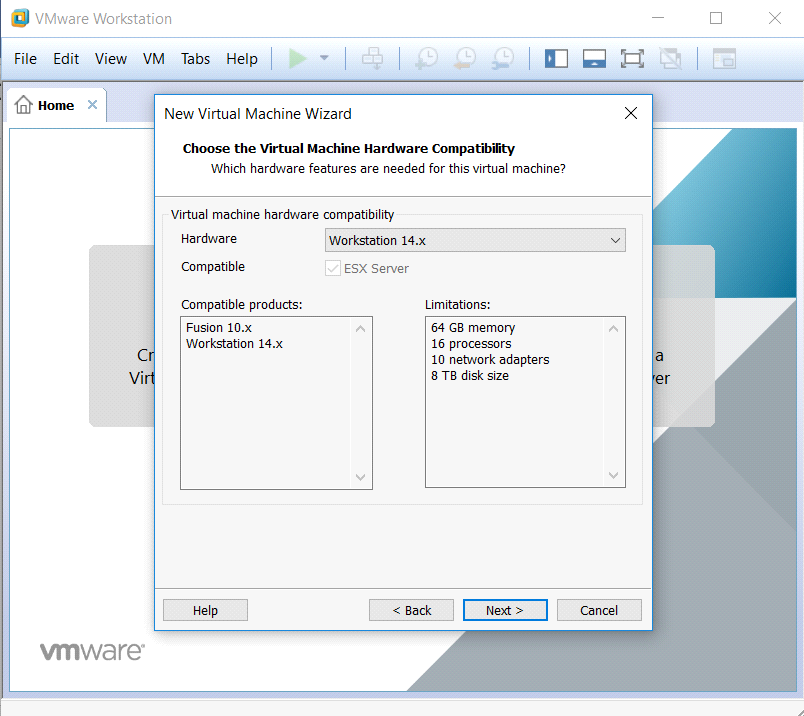 VMware Workstation
File Edit View VM Tabs Help
Home
New Virtual Machine Wizard
Choose the Virtual Machine Hardware Compatibility
Which hardware features are needed for this virtual machine?
Virtual machine hardware compatibility
Hardware
Workstation 14.x
Compatible
ESX Server
Compatible products:
Fusion 10.x
Workstation 14.x
Limitations:
64 GB memory
16 processors
10 network adapters
8 TB disk size
Cr
Virt
a
ver
Help
< Back
Next >
Cancel
vmware